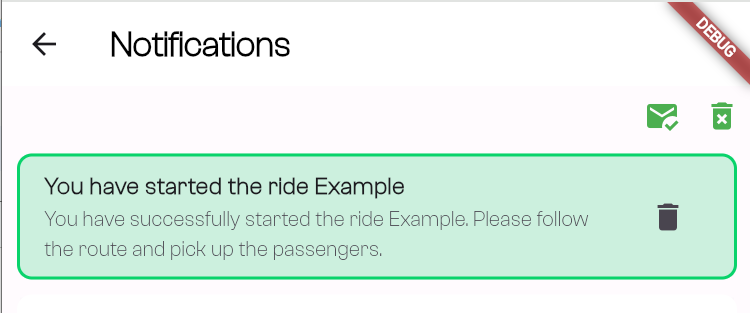 Notifications
DEBUG
You have started the ride Example
You have successfully started the ride Example. Please follow
the route and pick up the passengers.